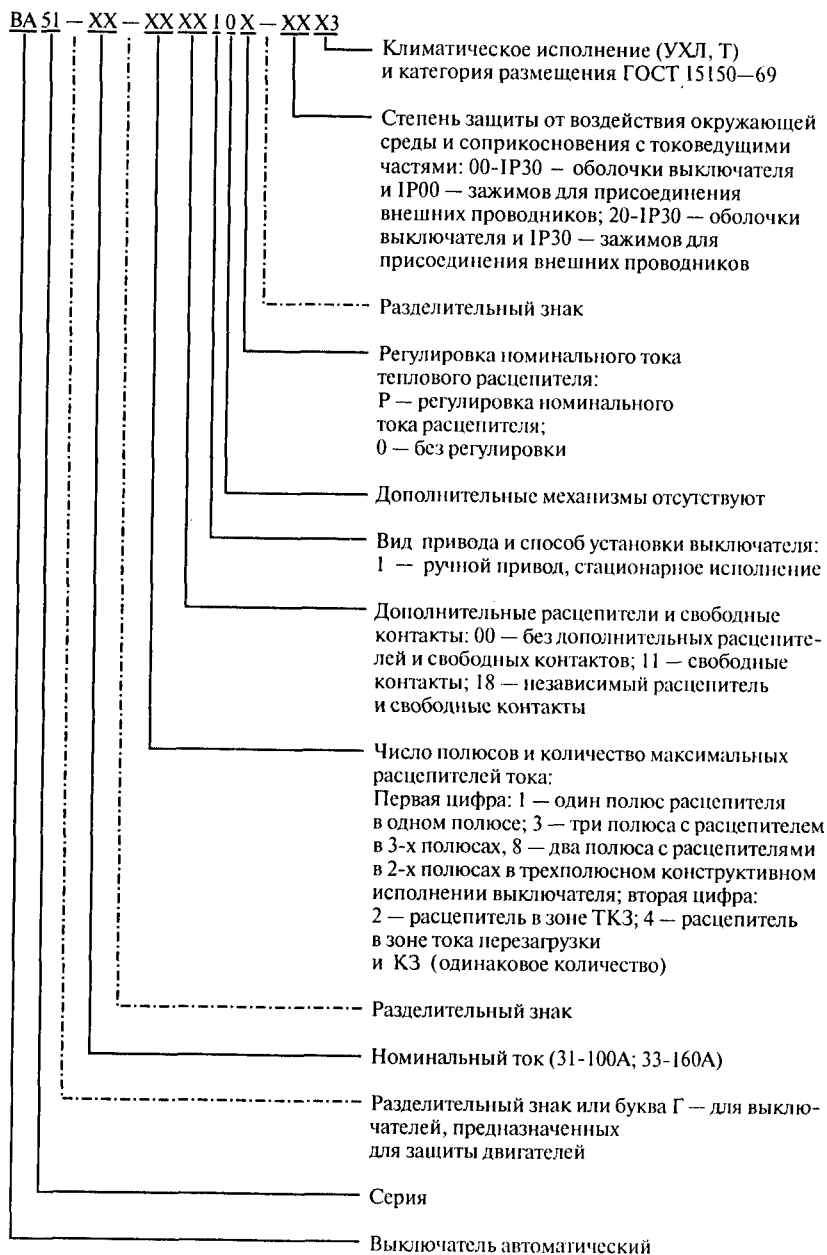 ВА51 – ХХ – ХХ ХХ 1 0 Х – ХХ Х3
Климатическое исполнение (УХЛ, Т)
и категория размещения ГОСТ 15150—69
Степень защиты от воздействия окружающей
среды и соприкосновения с токоведущими
частями: 00-IP30 – оболочки выключателя
и IP00 — зажимов для присоединения
внешних проводников; 20-IP30 — оболочки
выключателя и IP30 — зажимов для
присоединения внешних проводников
Разделительный знак
Регулировка номинального тока
теплового расцепителя:
Р — регулировка номинального
тока расцепителя;
0 — без регулировки
Дополнительные механизмы отсутствуют
Вид привода и способ установки выключателя:
1 — ручной привод, стационарное исполнение
Дополнительные расцепители и свободные
контакты: 00 — без дополнительных расцепите-
лей и свободных контактов; 11 — свободные
контакты; 18 — независимый расцепитель
и свободные контакты
Число полюсов и количество максимальных
расцепителей тока:
Первая цифра: 1 — один полюс расцепителя
в одном полюсе; 3 — три полюса с расцепителем
в 3-х полюсах, 8 — два полюса с расцепителями
в 2-х полюсах в трехполюсном конструктивном
исполнении выключателя; вторая цифра:
2 — расцепитель в зоне ТКЗ; 4 — расцепитель
в зоне тока перезагрузки
и КЗ (одинаковое количество)
Разделительный знак
Номинальный ток (31-100А; 33-160А)
Разделительный знак или буква Г — для выклю-
чателей, предназначенных
для защиты двигателей
Серия
Выключатель автоматический